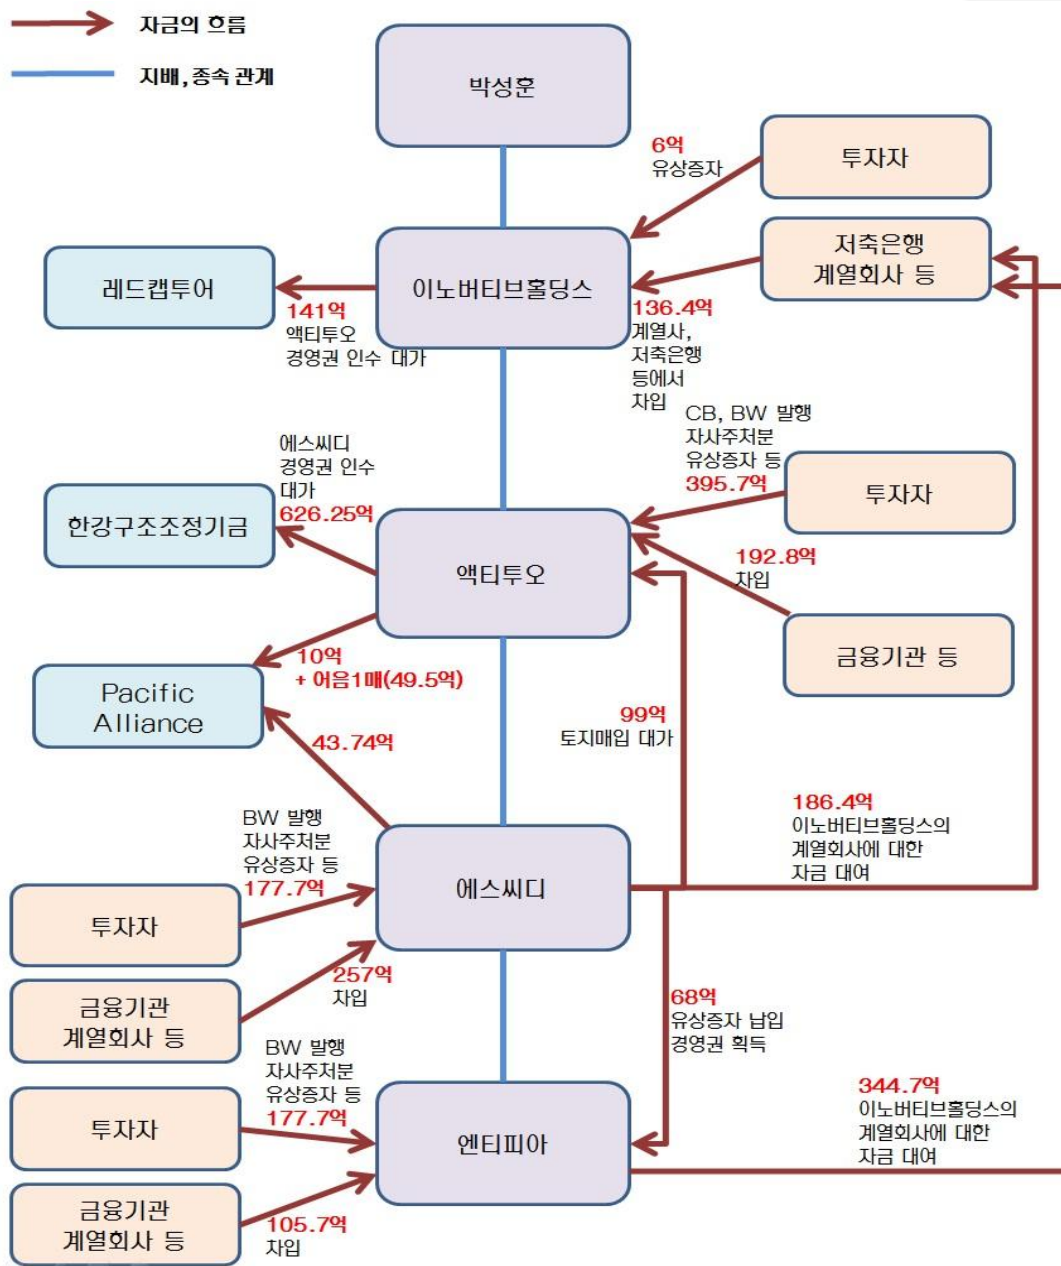 자금의 흐름
지배,종속 관계
박성훈
6억
유상증자
투자자
저축은행
계열회사 등
레드캡투어
이노버티브홀딩스
141억
액티투오
경영권 인수 대가
136.4억
계열사,
저축은행
등에서
차입
CB, BW 발행
자사주처분
유상증자 등
395.7억
투자자
에스씨디
경영권 인수
대가
626.25억
한강구조조정기금
액티투오
192.8억
차입
금융기관 등
10억
+ 어음1매(49.5억)
Pacific
Alliance
43.74억
99억
토지매입 대가
186.4억
이노버티브홀딩스의
계열회사에 대한
자금 대여
BW 발행
자사주처분
유상증자 등
177.7억
에스씨디
투자자
257억
차입
금융기관
계열회사 등
68억
유상증자 납입
경영권 획득
BW 발행
자사주처분
유상증자 등
177.7억
투자자
엔티피아
344.7억
이노버티브홀딩스의
계열회사에 대한
자금 대여
금융기관
계열회사 등
105.7억
차입